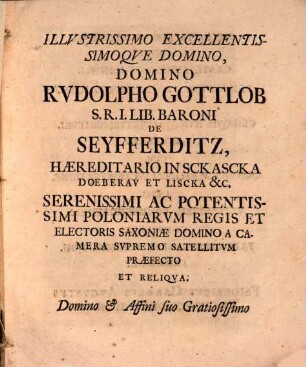 ILLVSTRISSIMO EXCELLENTIS-
SIMOQVE DOMINO,
DOMINO
RVDOLPHO GOTTLOB
S. R. I. LIB. BARONI
DE
SEYFFERDITZ,
HÆREDITARIO IN SCKASCKA
DOEBERAV ET LISCKA &C.
SERENISSIMI AC POTENTIS-
SIMI POLONIARVM REGIS ET
ELECTORIS SAXONIÆ DOMINO A CA-
MERA SVPREMO SATELLITVM
PRÆFECTO
ET RELIQVA;
Domino & Affini suo Gratiosissimo